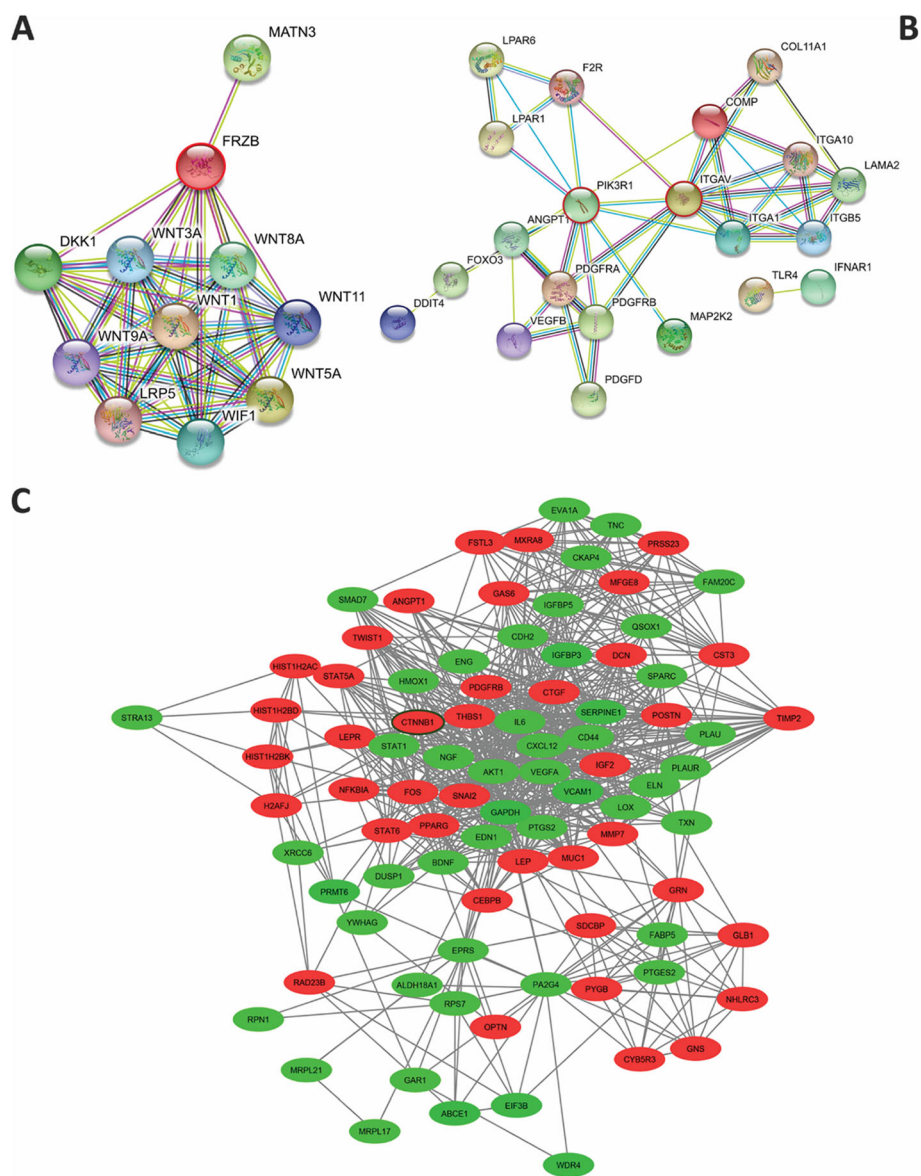 A
B
MATN3
FRZB
DKK1
WNT3A
WNT8A
WNT1
WNT11
WNT9A
WNT5A
LRP5
WIF1
LPAR6
F2R
COL11A1
COMP
LPAR1
ITGA10
LAMA2
PIK3R1
ITGAV
ANGPT1
ITGA1
ITGB5
FOXO3
PDGFRA
TLR4
IFNAR1
DDIT4
VEGFB
PDGFRB
MAP2K2
PDGFD
C
EVA1A
TNC
FSTL3
MXRA8
PRSS23
CKAP4
MFGE8
FAM20C
SMAD7
ANGPT1
GAS6
IGFBP5
QSOX1
TWIST1
CDH2
IGFBP3
DCN
CST3
HIST1H2AC
STAT5A
ENG
SPARC
HMOX1
PDGFRB
CTGF
STRA13
HIST1H2BD
CTNNB1
THBS1
IL6
SERPINE1
POSTN
TIMP2
LEPR
STAT1
CXCL12
CD44
PLAU
HIST1H2BK
NGF
AKT1
VEGFA
IGF2
PLAUR
NFKBIA
FOS
SNAI2
VCAM1
ELN
H2AFJ
GAPDH
LOX
STAT6
PPARG
EDN1
PTGS2
MMP7
TXN
XRCC6
DUSP1
BDNF
LEP
MUC1
PRMT6
CEBPB
GRN
YWHAG
SDCBP
FABP5
GLB1
EPRS
RAD23B
ALDH18A1
PA2G4
PYGB
PTGES2
RPS7
NHLRC3
RPN1
OPTN
CYB5R3
GNS
MRPL21
GAR1
ABCE1
EIF3B
MRPL17
WDR4